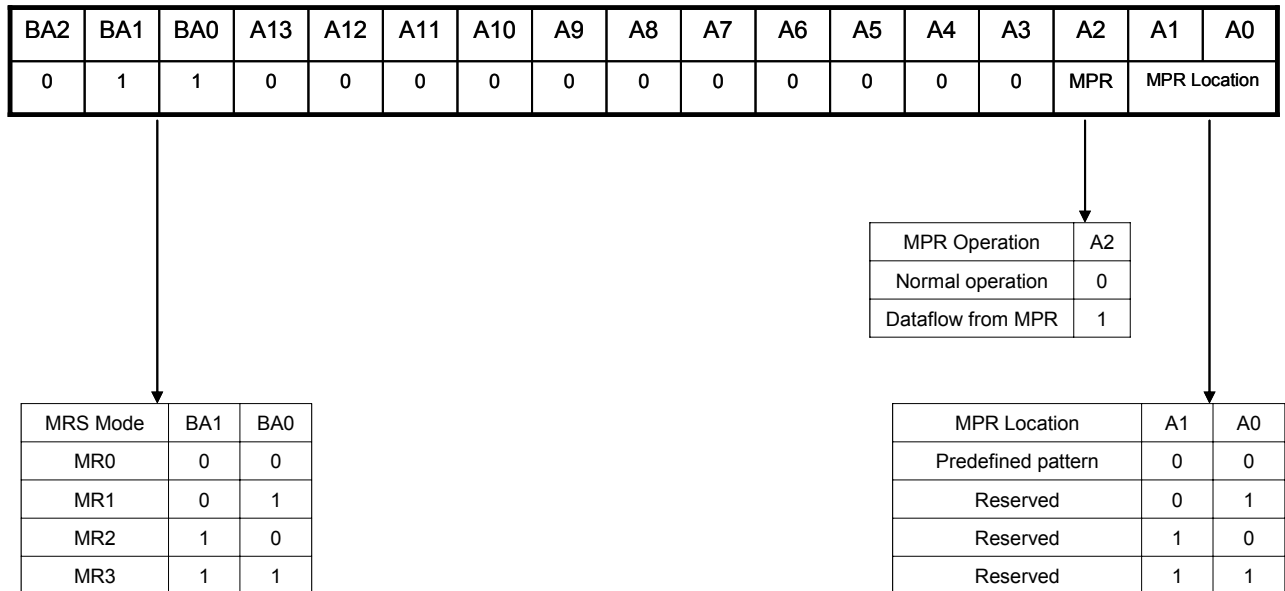 BA2 BA1 BA0 A13 A12 A11 A10 A9 A8 A7 A6 A5 A4 A3 A2 A1 A0
0 1 1 0 0 0 0 0 0 0 0 0 0 0 MPR MPR Location
MPR Operation A2
Normal operation 0
Dataflow from MPR 1
MRS Mode BA1 BA0
MR0 0 0
MR1 0 1
MR2 1 0
MR3 1 1
MPR Location A1 A0
Predefined pattern 0 0
Reserved 0 1
Reserved 1 0
Reserved 1 1